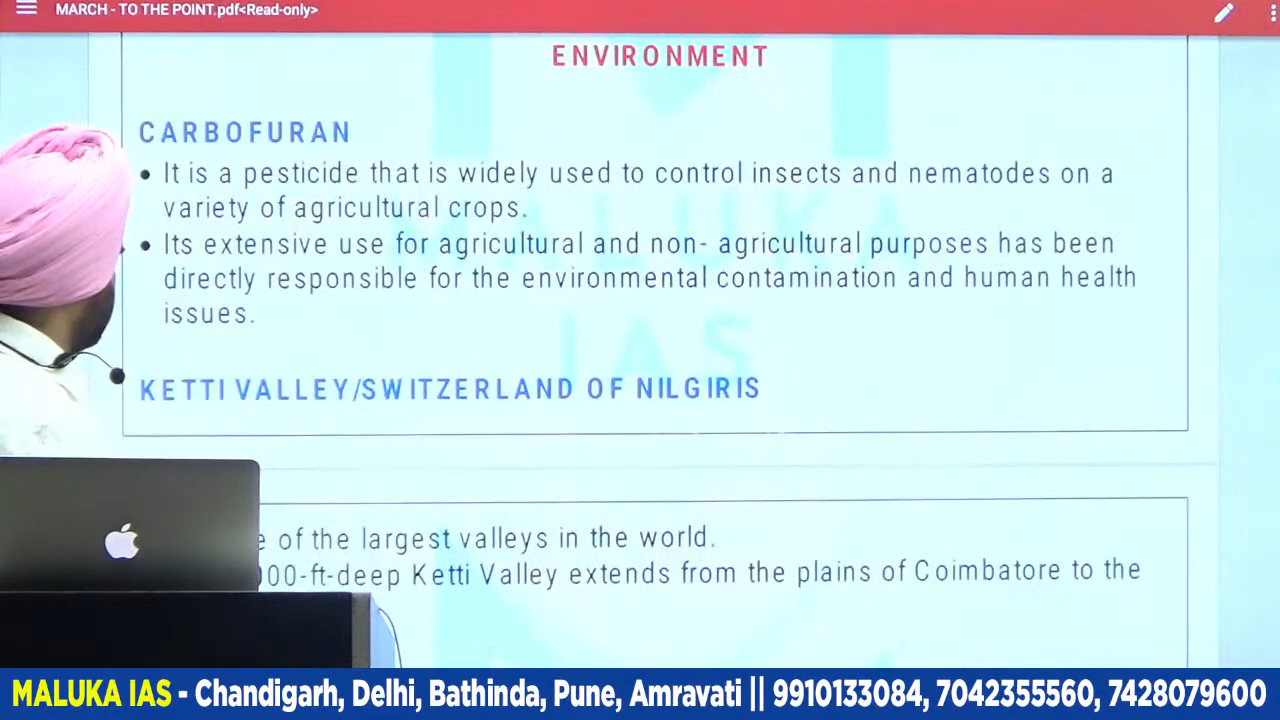 MARCH - TO THE POINT.pdf<Read-only>
ENVIRONMENT
CARBOFURAN
• It is a pesticide that is widely used to control insects and nematodes on a
variety of agricultural crops.
• Its extensive use for agricultural and non- agricultural purposes has been
directly responsible for the environmental contamination and human health
issues.
KETTI VALLEY/SWITZERLAND OF NILGIRIS
of the largest valleys in the world.
00-ft-deep Ketti Valley extends from the plains of Coimbatore to the
MALUKA IAS
MALUKA IAS - Chandigarh, Delhi, Bathinda, Pune, Amravati || 9910133084, 7042355560, 7428079600